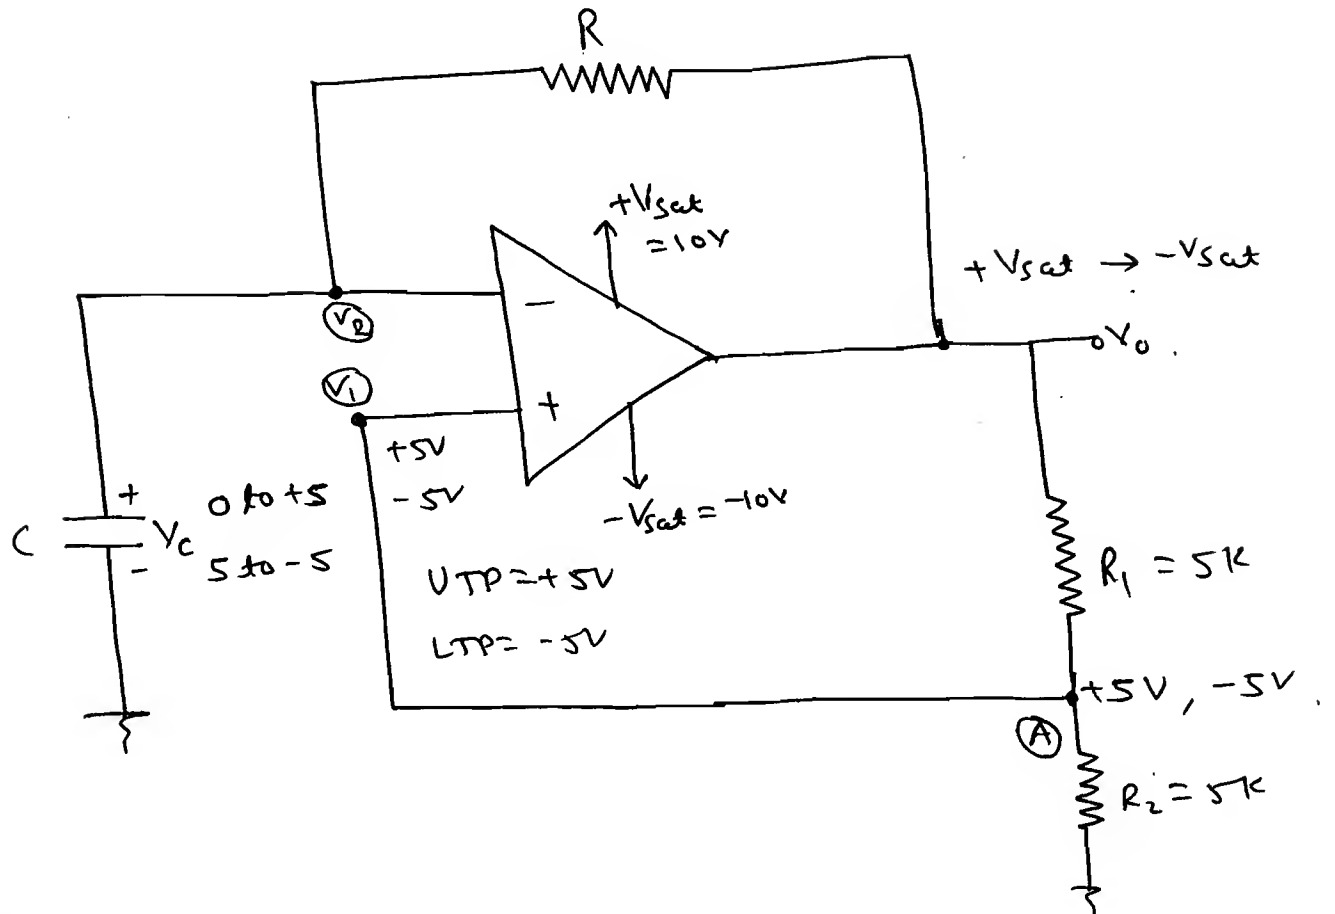 R
+Vsat
=10V
+Vsat → -Vsat
V2
Vo
V1
-
+
+5V
-5V
-Vsat = -10V
C
+
Vc
-
0 to +5
5 to -5
UTP=+5V
LTP= -5V
R1 = 5K
+5V, -5V
A
R2 = 5K